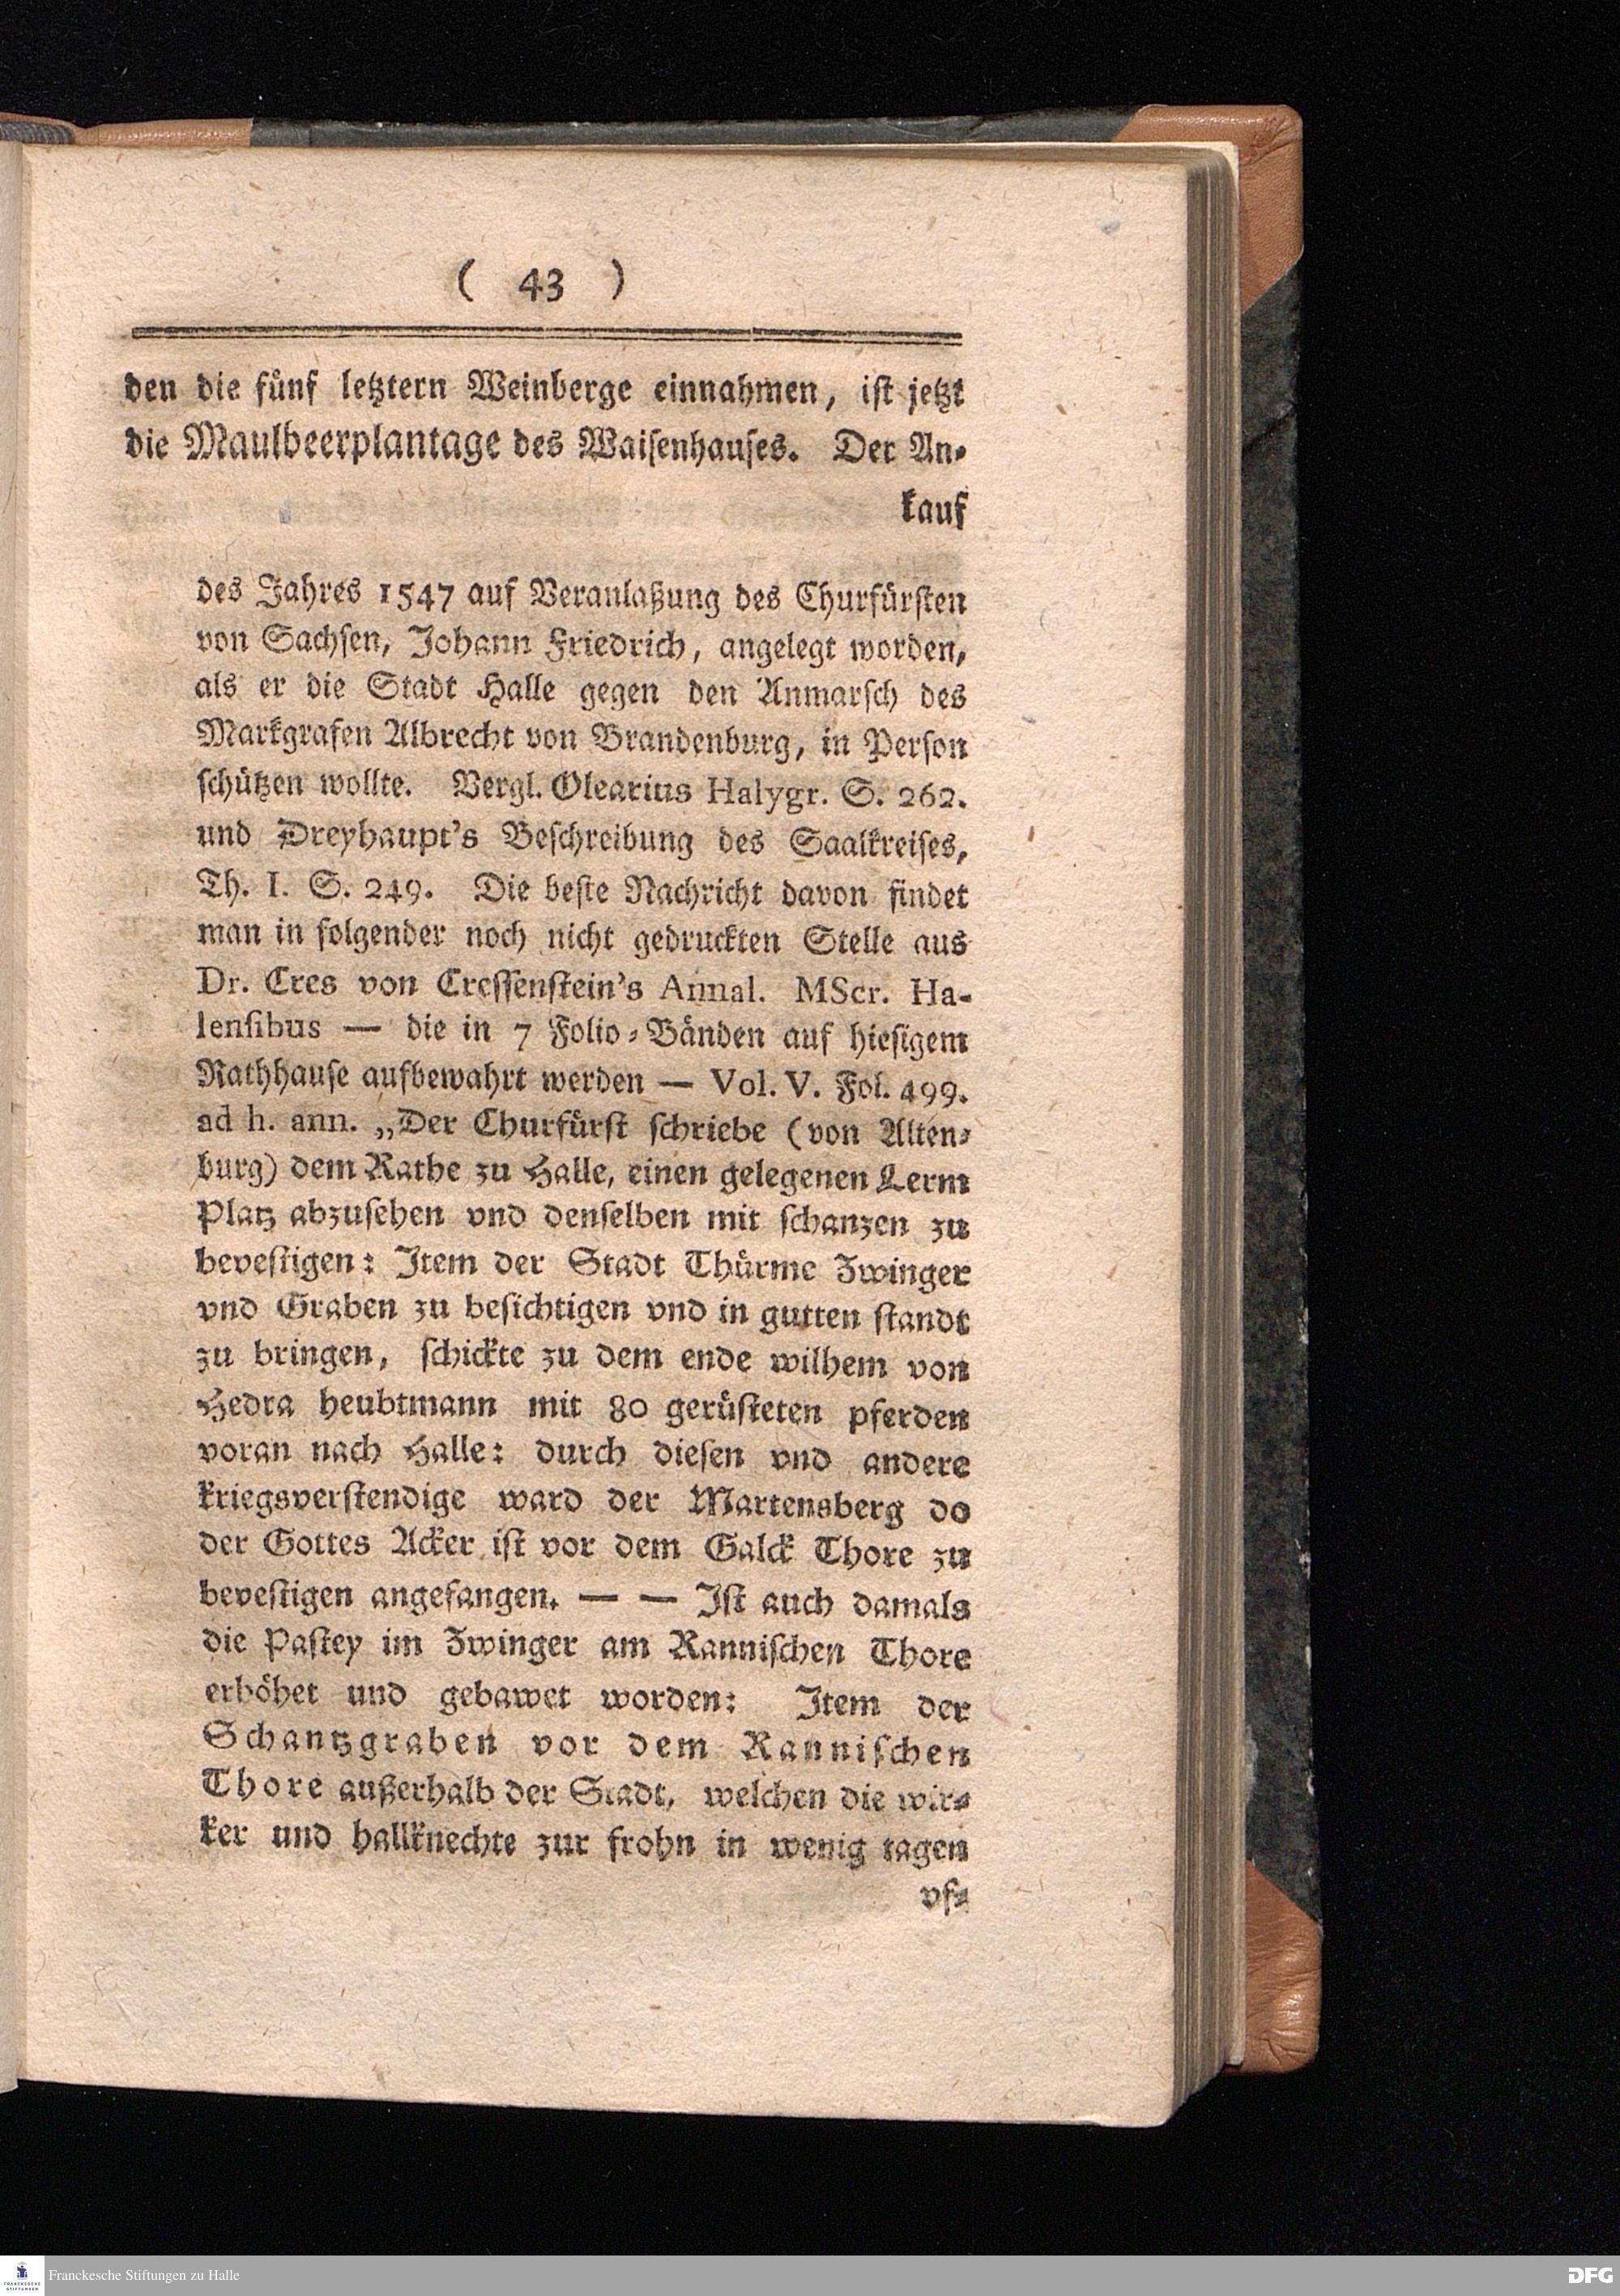 ( 43 )
den die fünf letztern Weinberge einnahmen, ist jetzt
die Maulbeerplantage des Waisenhauses. Der An-
kauf
des Jahres 1547 auf Veranlaßung des Churfürsten
von Sachsen, Johann Friedrich, angelegt worden,
als er die Stadt Halle gegen den Anmarsch des
Markgrafen Albrecht von Brandenburg, in Person
schützen wollte. Vergl. Olearius Halygr. S. 262.
und Dreyhaupt's Beschreibung des Saalkreises,
Th. I. S. 249. Die beste Nachricht davon findet
man in folgender noch nicht gedruckten Stelle aus
Dr. Cres von Cressenstein's Annal. MScr. Ha-
lensibus — die in 7 Folio-Bänden auf hiesigem
Rathhause aufbewahrt werden — Vol. V. Fol. 499.
ad h. ann. „Der Churfürst schriebe (von Alten-
burg) dem Rathe zu Halle, einen gelegenen Lerm
Platz abzusehen vnd denselben mit schanzen zu
bevestigen: Item der Stadt Thürme Zwinger
vnd Graben zu besichtigen vnd in gutten standt
zu bringen, schickte zu dem ende wilhem von
Hedra heubtmann mit 80 gerüsteten pferden
voran nach Halle: durch diesen vnd andere
kriegsverstendige ward der Martensberg do
der Gottes Acker ist vor dem Galck Thore zu
bevestigen angefangen. — — Ist auch damals
die Pastey im Zwinger am Rannischen Thore
erhöhet und gebawet worden: Item der
Schantzgraben vor dem Rannischen
Thore außerhalb der Stadt, welchen die wir-
ker und hallknechte zur frohn in wenig tagen
vf-
Franckesche Stiftungen zu Halle
FRANCKESCHE STIFTUNGEN
DFG